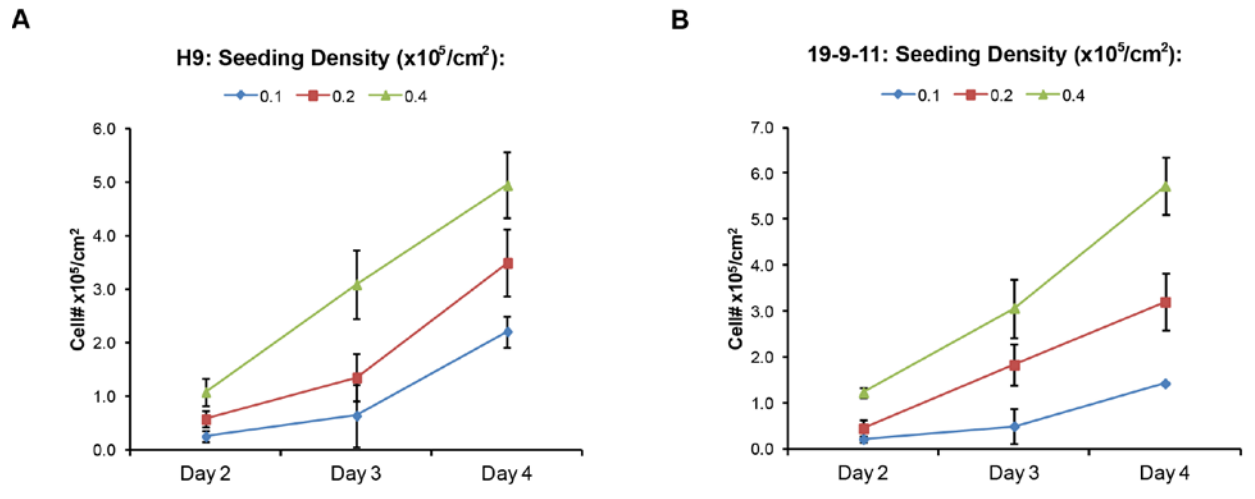 A
H9: Seeding Density (x10⁵/cm²):
0.1 0.2 0.4
6.0
5.0
4.0
3.0
2.0
1.0
0.0
Cell# x10⁵/cm²
Day 2 Day 3 Day 4
B
19-9-11: Seeding Density (x10⁵/cm²):
0.1 0.2 0.4
7.0
6.0
5.0
4.0
3.0
2.0
1.0
0.0
Cell# x10⁵/cm²
Day 2 Day 3 Day 4